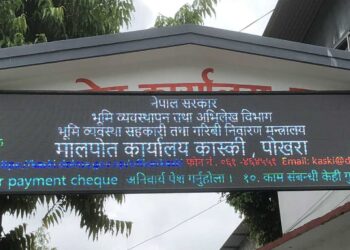 नेपाल सरकार
भूमि व्यवस्थापन तथा अभिलेख विभाग
भूमि व्यवस्था सहकारी तथा गरिबी निवारण मन्त्रालय
मालपोत कार्यालय कास्की , पोखरा
फोन नं. Email: kaski@d
r payment cheque अनिवार्य पेश गर्नुहोला । १०. काम संबन्धी केही गु